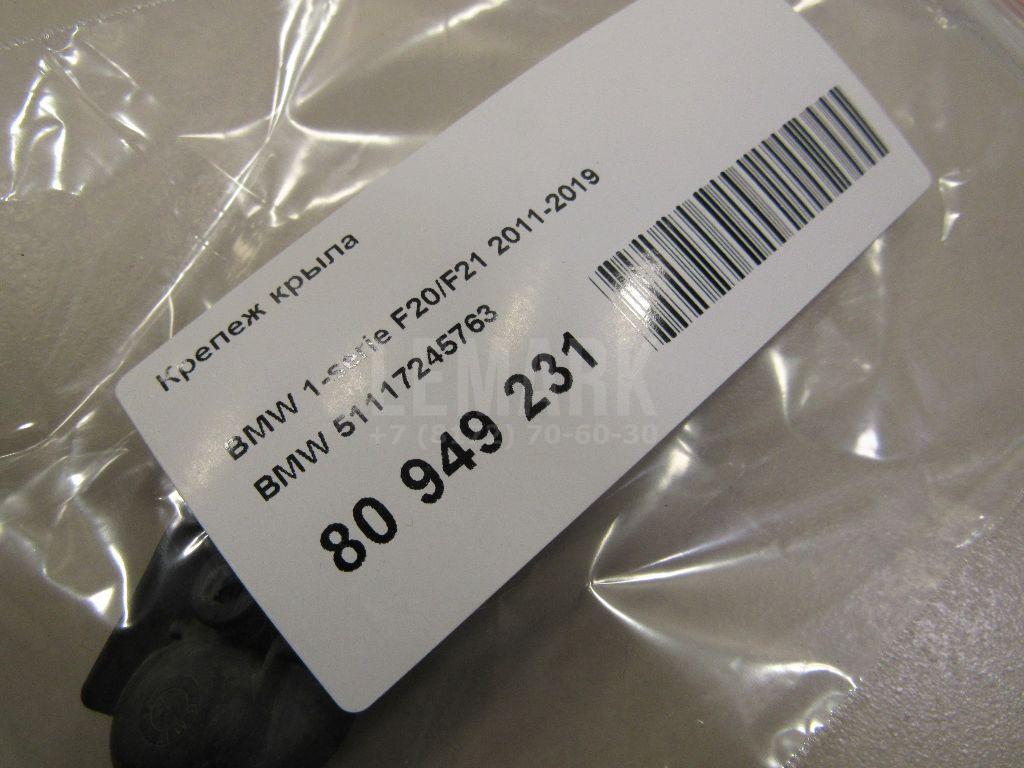 Крепеж крыла
BMW 1-serie F20/F21 2011-2019
BMW 51117245763
80 949 231